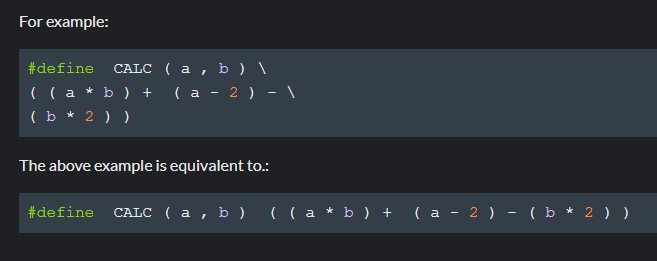 For example:
#define  CALC ( a , b ) \
( ( a * b ) +  ( a - 2 ) - \
( b * 2 ) )
The above example is equivalent to.:
#define  CALC ( a , b )  ( ( a * b ) +  ( a - 2 ) - ( b * 2 ) )